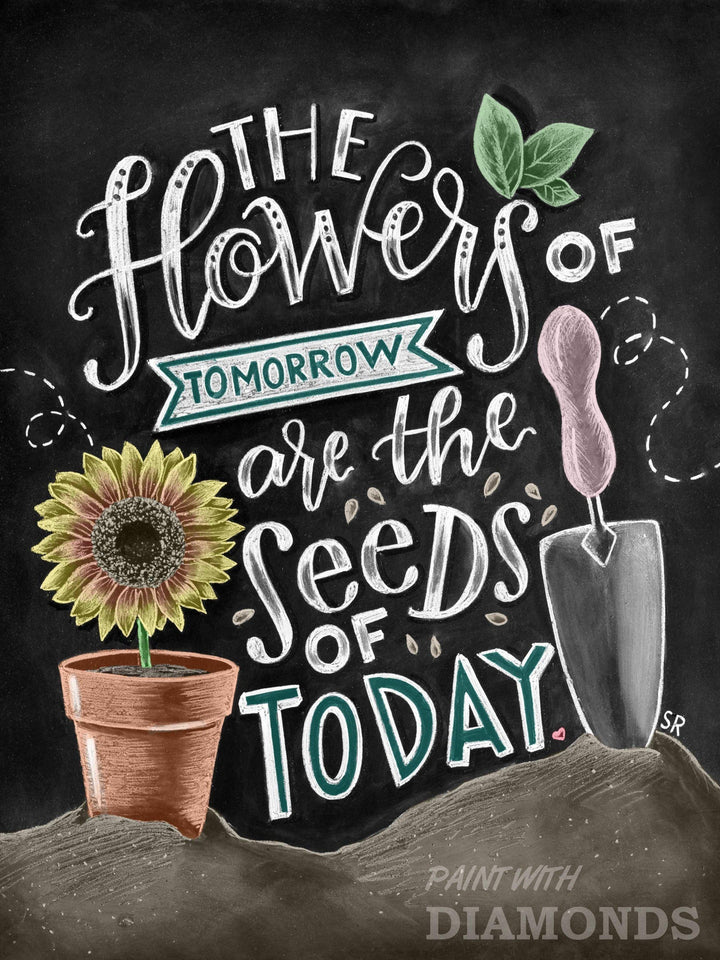 THE
Flowers OF
TOMORROW
are the
SeeDS
OF
TODAY.
SR
PAINT WITH
DIAMONDS